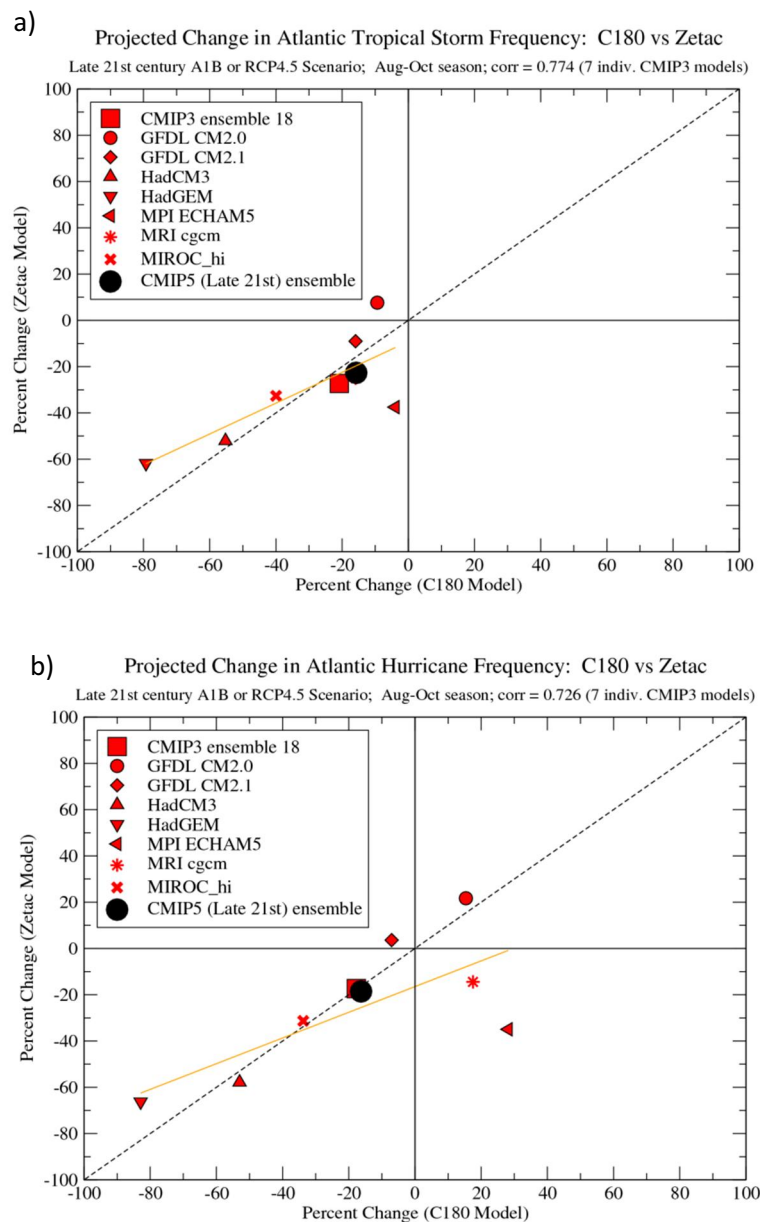 a)
Projected Change in Atlantic Tropical Storm Frequency: C180 vs Zetac
Late 21st century A1B or RCP4.5 Scenario; Aug-Oct season; corr = 0.774 (7 indiv. CMIP3 models)
CMIP3 ensemble 18
GFDL CM2.0
GFDL CM2.1
HadCM3
HadGEM
MPI ECHAM5
MRI cgcm
MIROC_hi
CMIP5 (Late 21st) ensemble
Percent Change (Zetac Model)
100
80
60
40
20
0
-20
-40
-60
-80
-100
-100 -80 -60 -40 -20 0 20 40 60 80 100
Percent Change (C180 Model)
b)
Projected Change in Atlantic Hurricane Frequency: C180 vs Zetac
Late 21st century A1B or RCP4.5 Scenario; Aug-Oct season; corr = 0.726 (7 indiv. CMIP3 models)
CMIP3 ensemble 18
GFDL CM2.0
GFDL CM2.1
HadCM3
HadGEM
MPI ECHAM5
MRI cgcm
MIROC_hi
CMIP5 (Late 21st) ensemble
Percent Change (Zetac Model)
100
80
60
40
20
0
-20
-40
-60
-80
-100
-100 -80 -60 -40 -20 0 20 40 60 80 100
Percent Change (C180 Model)